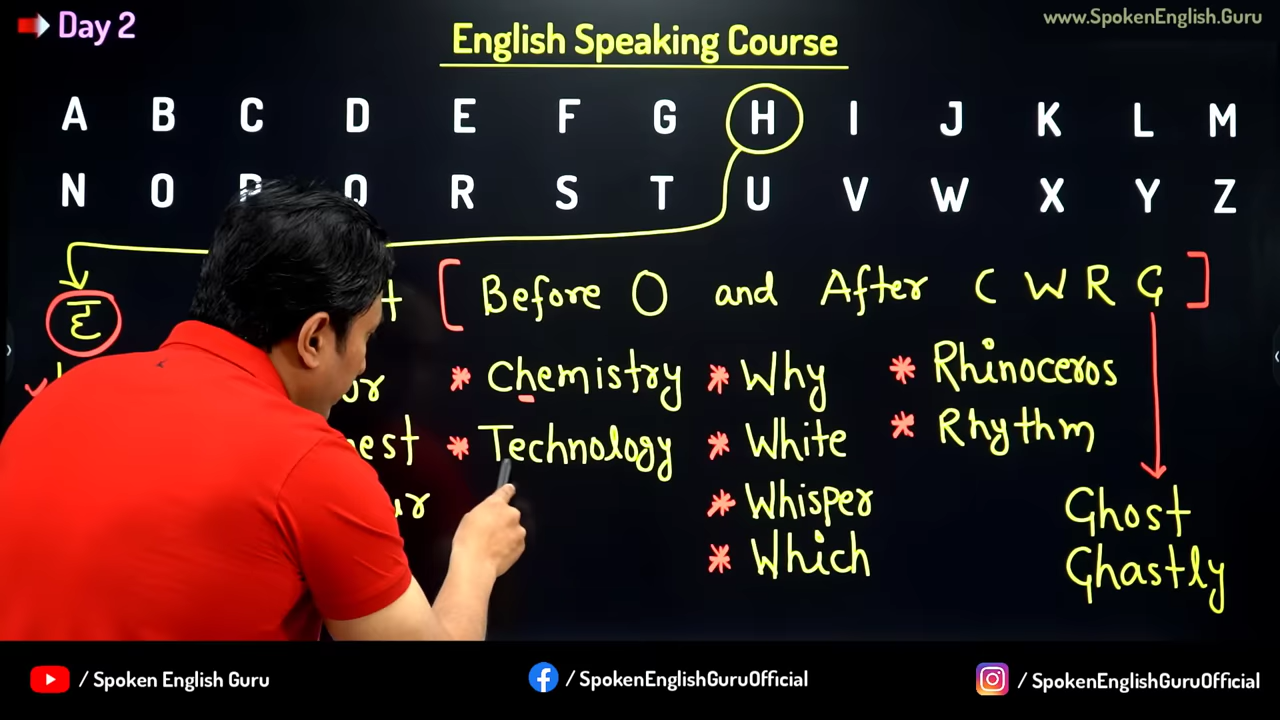 Day 2
www.SpokenEnglish.Guru
English Speaking Course
A B C D E F G H I J K L M
N O P Q R S T U V W X Y Z
ह [ Before O and After C W R G ]
* Chemistry * Why * Rhinoceros
* Technology * White * Rhythm
* Whisper Ghost
* Which Ghastly
/ Spoken English Guru / SpokenEnglishGuruOfficial / SpokenEnglishGuruOfficial